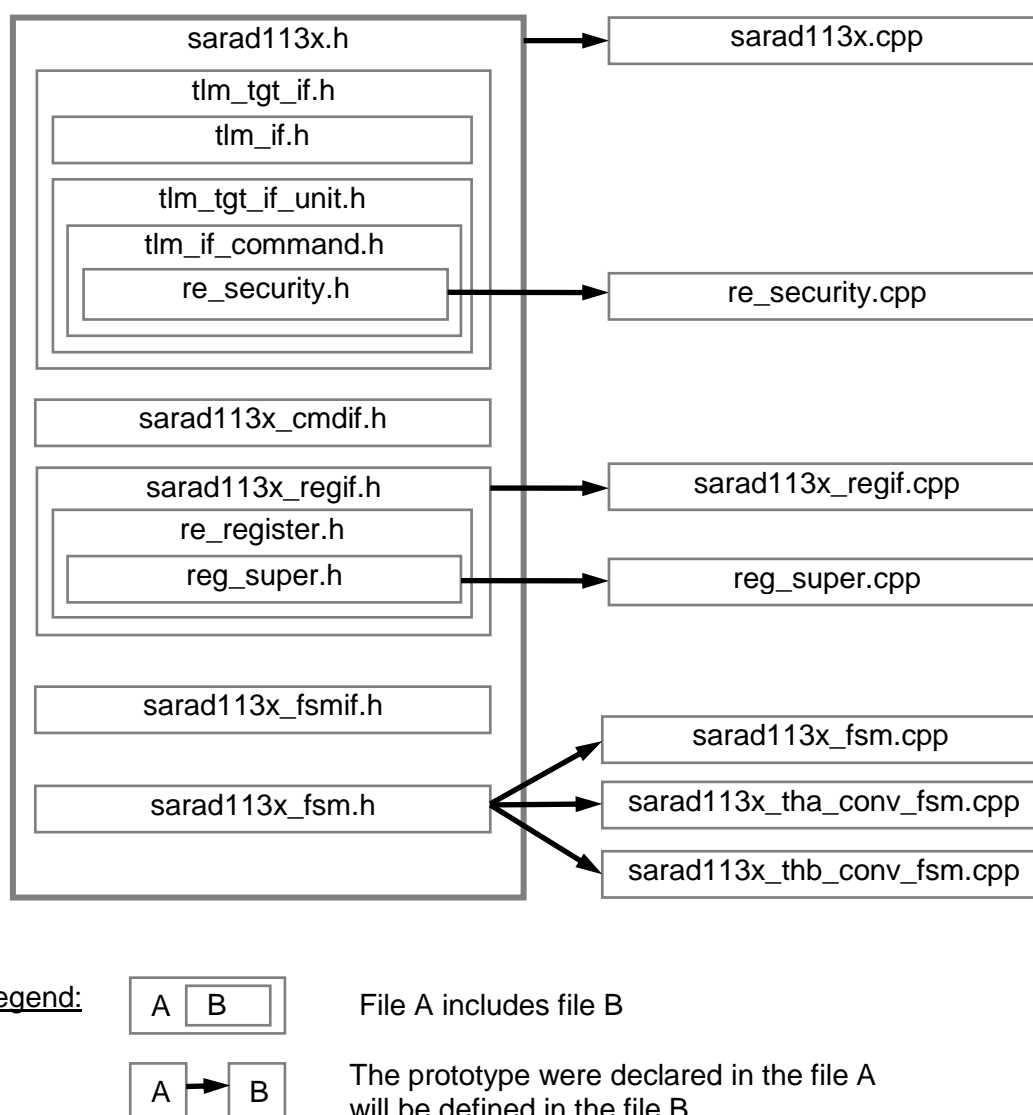 sarad113x.h
sarad113x.cpp
tlm_tgt_if.h
tlm_if.h
tlm_tgt_if_unit.h
tlm_if_command.h
re_security.h
re_security.cpp
sarad113x_cmdif.h
sarad113x_regif.h
sarad113x_regif.cpp
re_register.h
reg_super.h
reg_super.cpp
sarad113x_fsmif.h
sarad113x_fsm.cpp
sarad113x_fsm.h
sarad113x_tha_conv_fsm.cpp
sarad113x_thb_conv_fsm.cpp
egend:
A B File A includes file B
A B The prototype were declared in the file A
will be defined in the file B